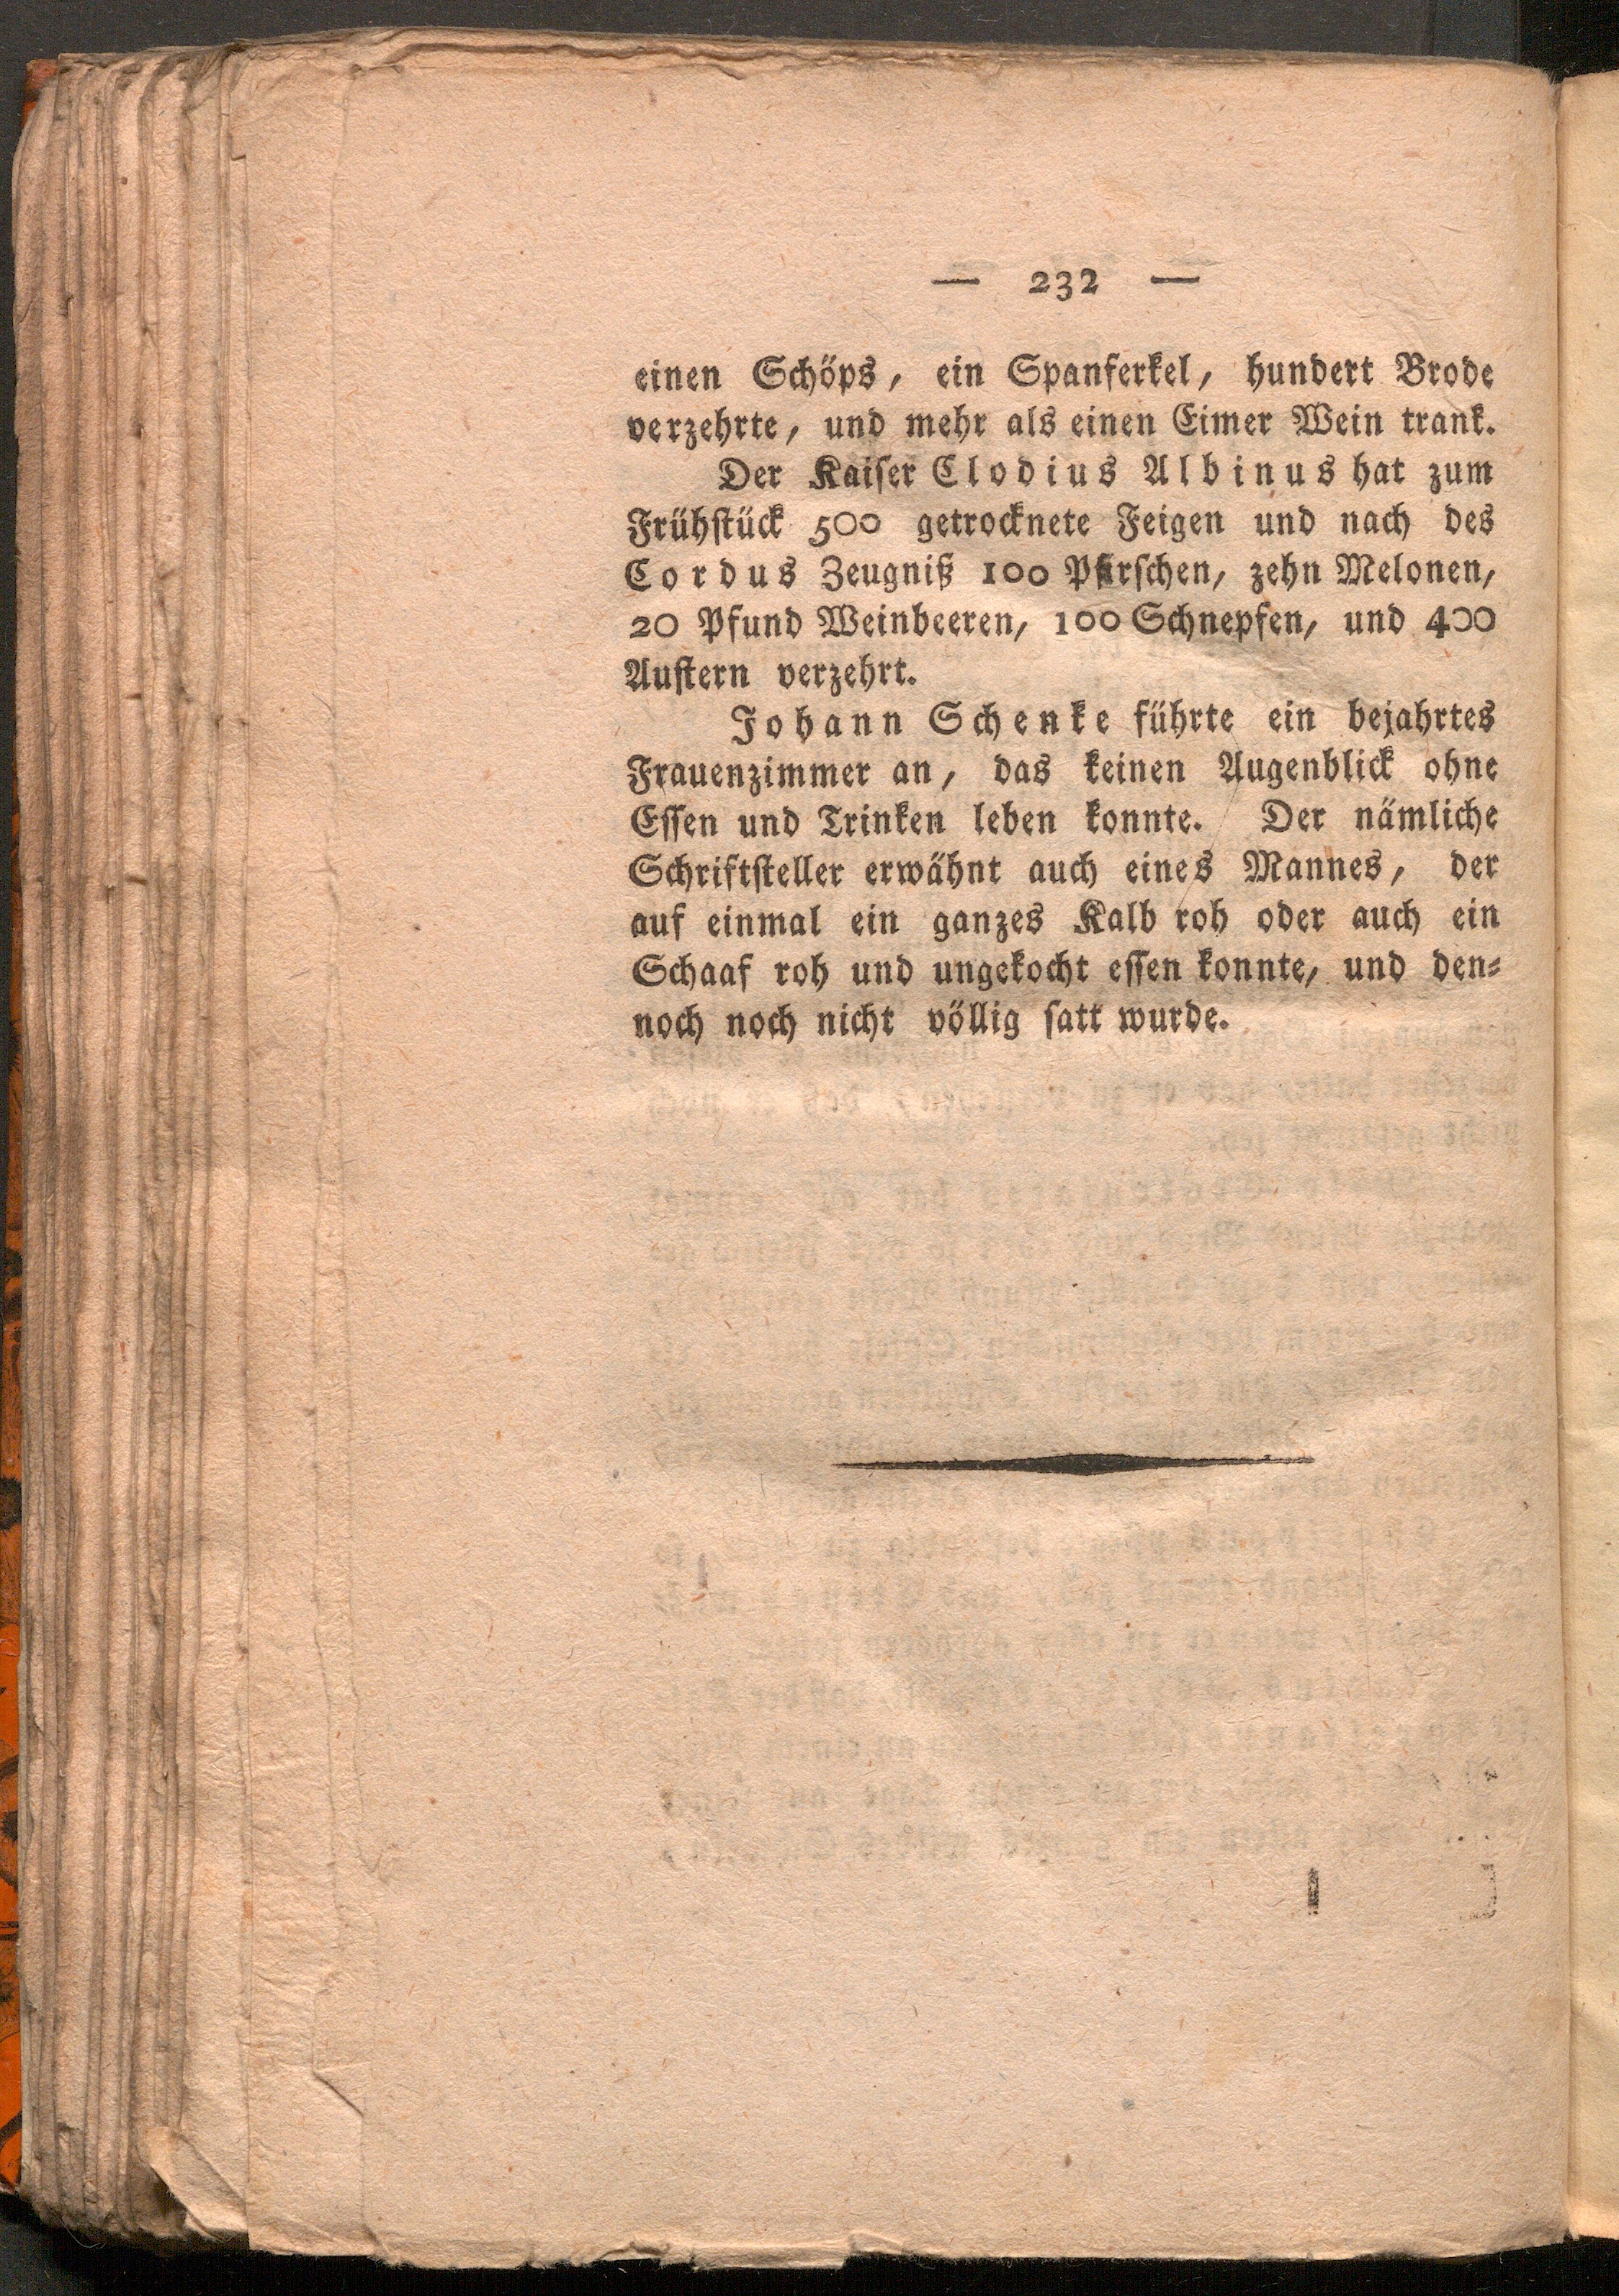 — 232 —
einen Schöps, ein Spanferkel, hundert Brode
verzehrte, und mehr als einen Eimer Wein trank.
Der Kaiser Clodius Albinus hat zum
Frühstück 500 getrocknete Feigen und nach des
Cordus Zeugniß 100 Pfirschen, zehn Melonen,
20 Pfund Weinbeeren, 100 Schnepfen, und 400
Austern verzehrt.
Johann Schenke führte ein bejahrtes
Frauenzimmer an, das keinen Augenblick ohne
Essen und Trinken leben konnte. Der nämliche
Schriftsteller erwähnt auch eines Mannes, der
auf einmal ein ganzes Kalb roh oder auch ein
Schaaf roh und ungekocht essen konnte, und den-
noch noch nicht völlig satt wurde.